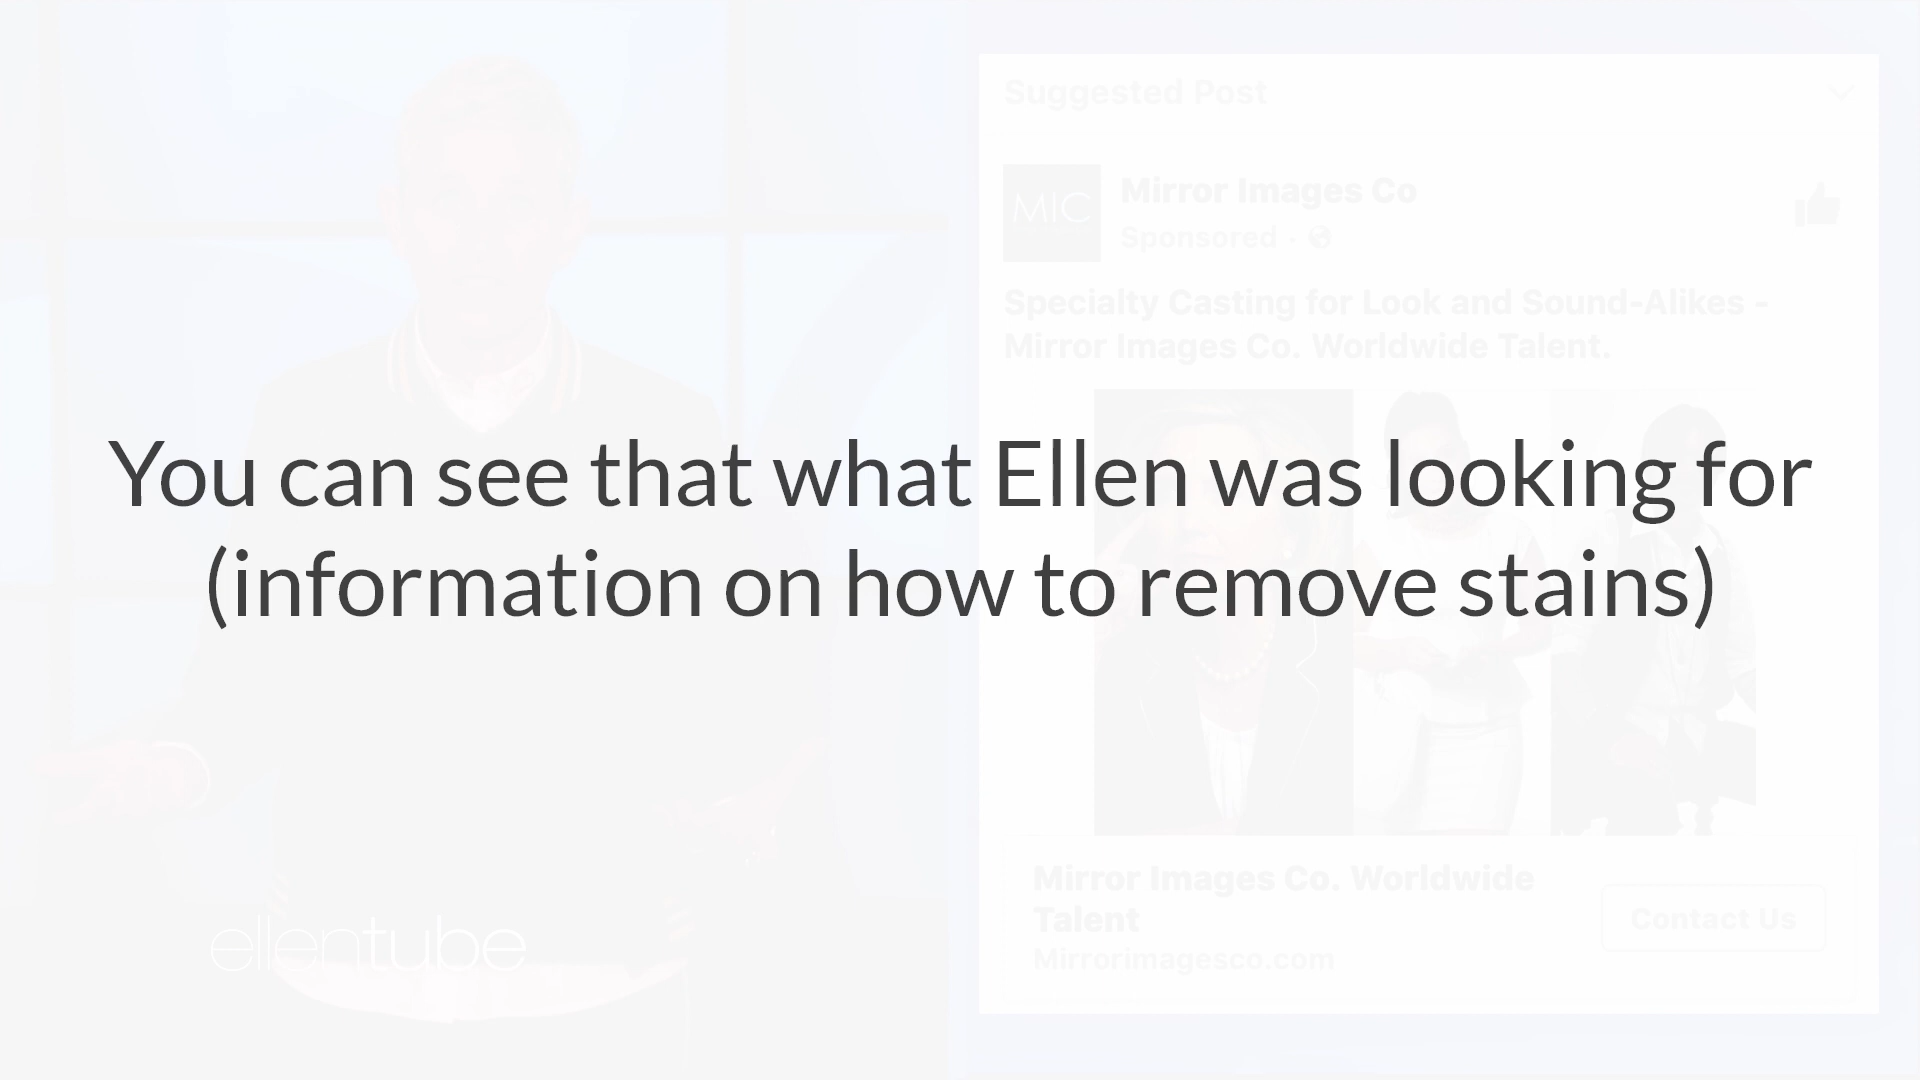 You can see that what Ellen was looking for
(information on how to remove stains)
Suggested Post
MIC
Mirror Images Co
Sponsored ·
Specialty Casting for Look and Sound-Alikes -
Mirror Images Co. Worldwide Talent.
Mirror Images Co. Worldwide
Talent
Mirrorimagesco.com
Contact Us
ellentube